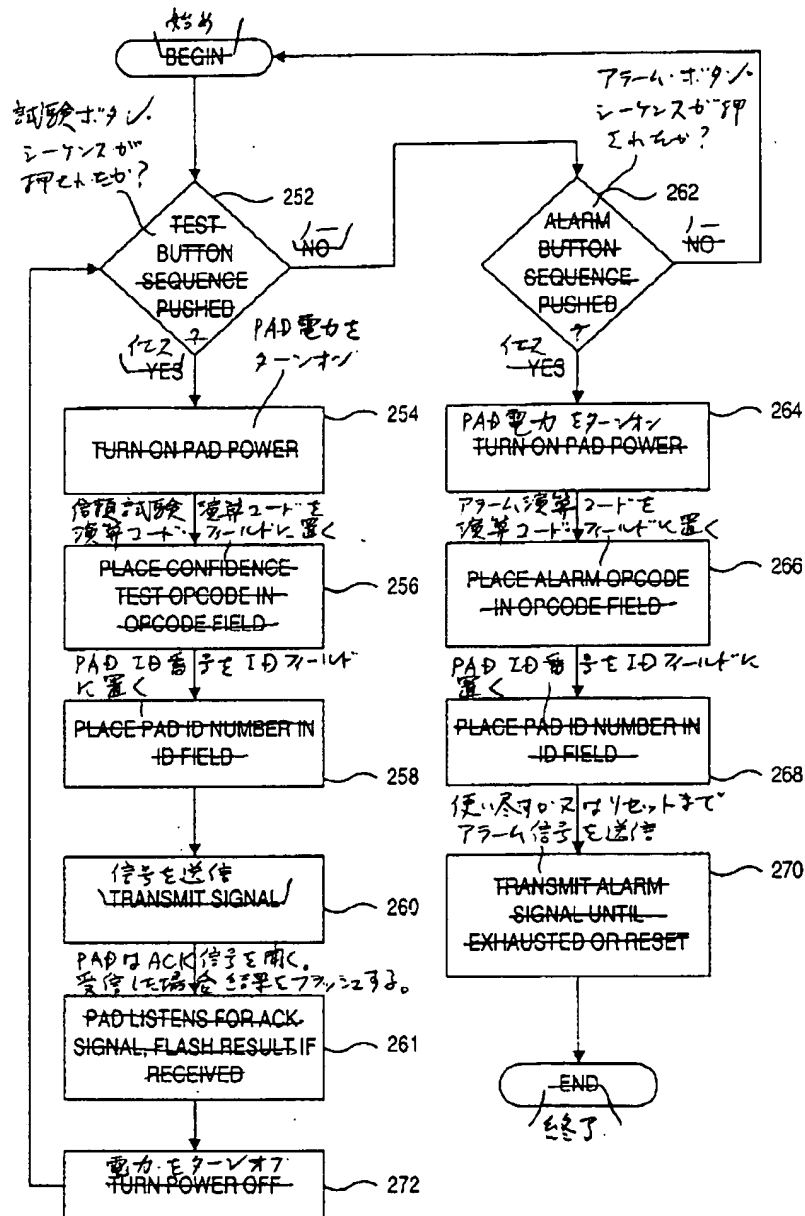 始め
BEGIN
試験ボタン・
シーケンスが
押されたか?
252
TEST
BUTTON
SEQUENCE
PUSHED
?
ノー
NO
イエス
YES
アラーム・ボタン・
シーケンスが押
されたか?
262
ALARM
BUTTON
SEQUENCE
PUSHED
?
ノー
NO
イエス
YES
PAD電力を
ターンオン
254
TURN ON PAD POWER
信頼試験 演算コードを
演算コード・フィールドに置く
PLACE CONFIDENCE
TEST OPCODE IN
OPCODE FIELD
256
PAD ID番号をIDフィールド
に置く
PLACE PAD ID NUMBER IN
ID FIELD
258
信号を送信
TRANSMIT SIGNAL
260
PADはACK信号を聞く。
受信した場合結果をフラッシュする。
PAD LISTENS FOR ACK
SIGNAL, FLASH RESULT IF
RECEIVED
261
電力をターンオフ
TURN POWER OFF
272
PAD電力をターンオン
TURN ON PAD POWER
264
アラーム演算コードを
演算コード・フィールドに置く
PLACE ALARM OPCODE
IN OPCODE FIELD
266
PAD ID番号をIDフィールドに
置く
PLACE PAD ID NUMBER IN
ID FIELD
268
使い尽すか又はリセットまで
アラーム信号を送信
TRANSMIT ALARM
SIGNAL UNTIL
EXHAUSTED OR RESET
270
END
終了